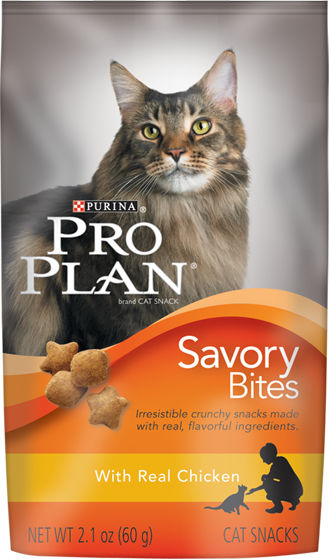 PURINA®
PRO
PLAN®
brand CAT SNACK
Savory
Bites
Irresistible crunchy snacks made
with real, flavorful ingredients.
With Real Chicken
NET WT 2.1 oz (60 g)
CAT SNACKS